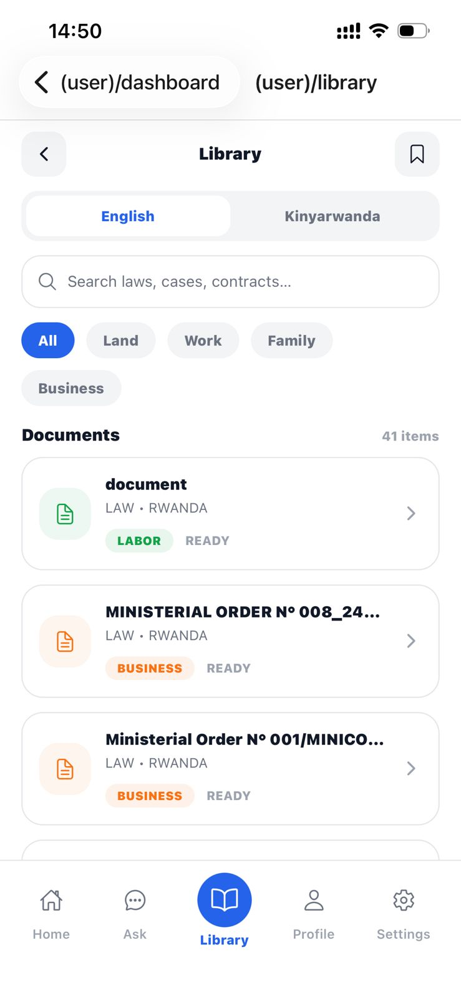 14:50
(user)/dashboard (user)/library
Library
English Kinyarwanda
Search laws, cases, contracts...
All Land Work Family
Business
Documents 41 items
document
LAW • RWANDA
LABOR READY
MINISTERIAL ORDER Nº 008_24...
LAW • RWANDA
BUSINESS READY
Ministerial Order Nº 001/MINICO...
LAW • RWANDA
BUSINESS READY
Home Ask Library Profile Settings